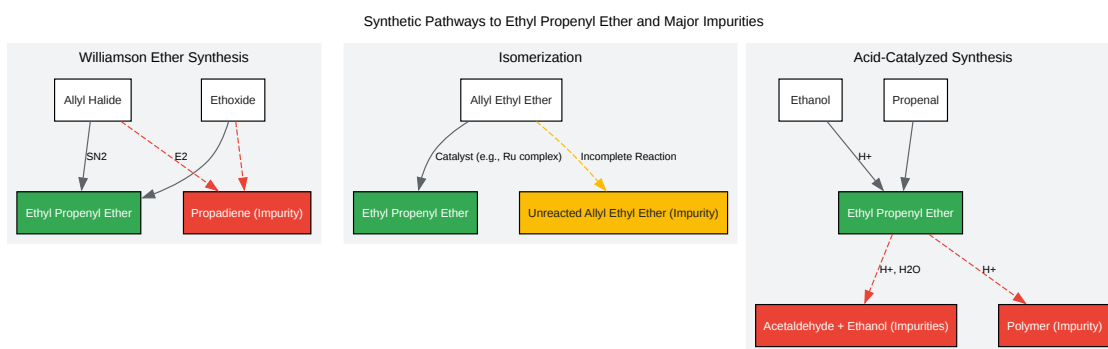 Synthetic Pathways to Ethyl Propenyl Ether and Major Impurities
Williamson Ether Synthesis
Allyl Halide
Ethoxide
SN2
E2
Ethyl Propenyl Ether
Propadiene (Impurity)
Isomerization
Allyl Ethyl Ether
Catalyst (e.g., Ru complex)
Incomplete Reaction
Ethyl Propenyl Ether
Unreacted Allyl Ethyl Ether (Impurity)
Acid-Catalyzed Synthesis
Ethanol
Propenal
H+
Ethyl Propenyl Ether
H+, H2O
H+
Acetaldehyde + Ethanol (Impurities)
Polymer (Impurity)